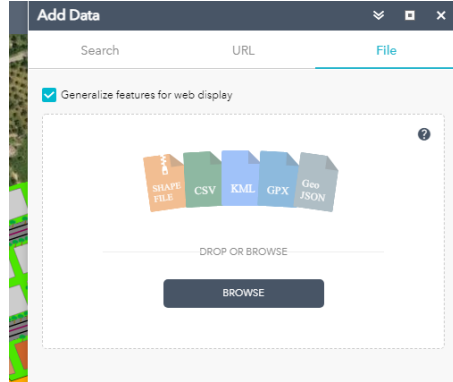 Add Data
Search
URL
File
Generalize features for web display
?
SHAPE
FILE
CSV
KML
GPX
Geo
JSON
DROP OR BROWSE
BROWSE